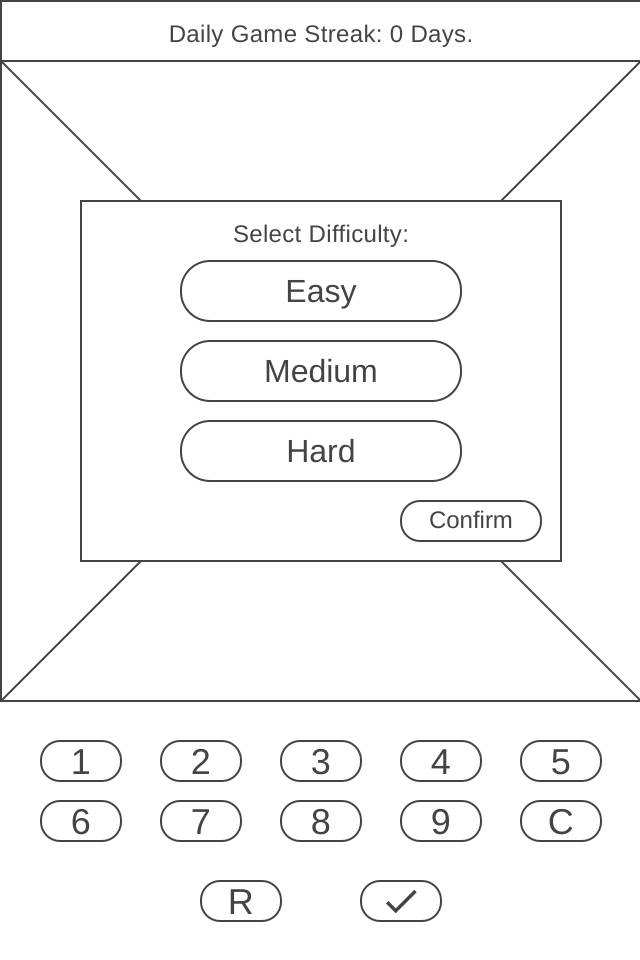 Daily Game Streak: 0 Days.
Select Difficulty:
Easy
Medium
Hard
Confirm
1 2 3 4 5
6 7 8 9 C
R ✓